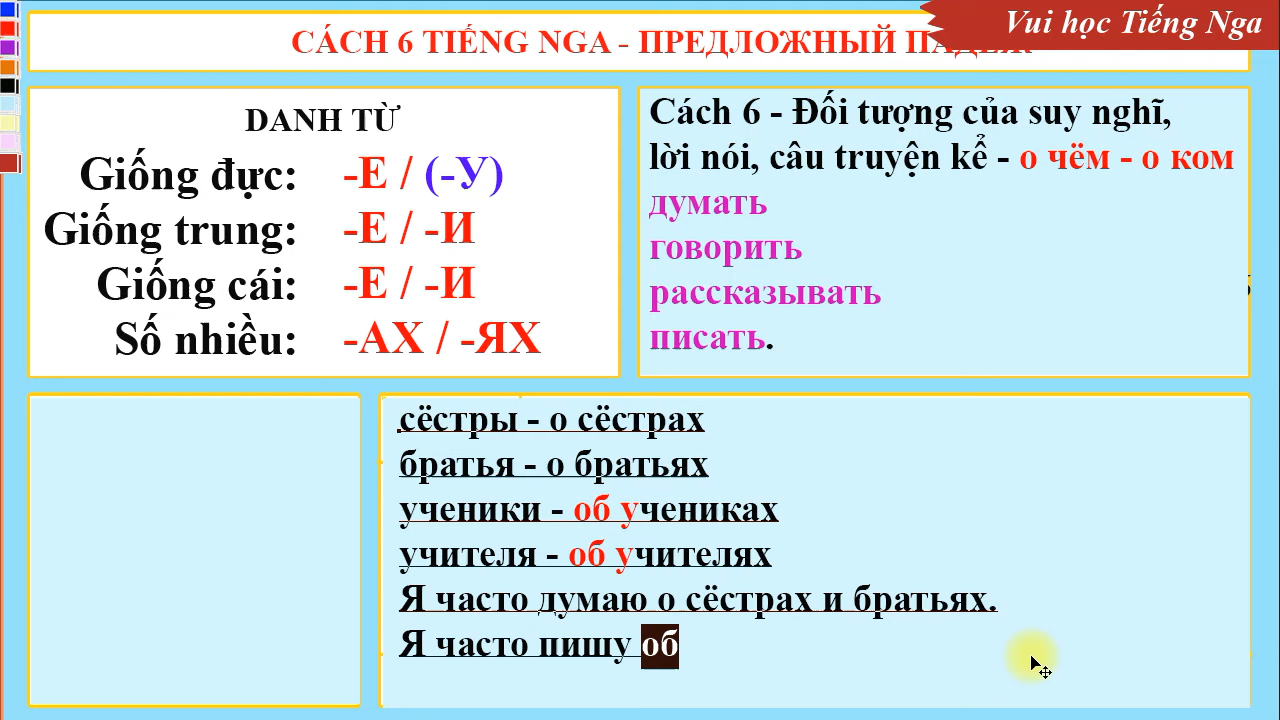 Vui học Tiếng Nga
CÁCH 6 TIẾNG NGA - ПРЕДЛОЖНЫЙ
DANH TỪ
Giống đực: -Е / (-У)
Giống trung: -Е / -И
Giống cái: -Е / -И
Số nhiều: -АХ / -ЯХ
Cách 6 - Đối tượng của suy nghĩ,
lời nói, câu truyện kể - о чём - о ком
думать
говорить
рассказывать
писать.
сёстры - о сёстрах
братья - о братьях
ученики - об учениках
учителя - об учителях
Я часто думаю о сёстрах и братьях.
Я часто пишу об